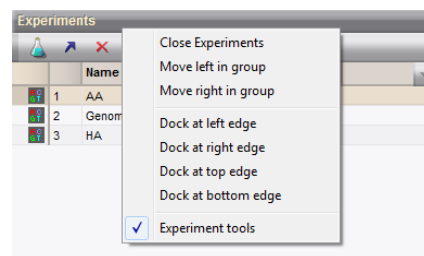 Experiments
Name
1 AA
2 Genom
3 HA
Close Experiments
Move left in group
Move right in group
Dock at left edge
Dock at right edge
Dock at top edge
Dock at bottom edge
Experiment tools